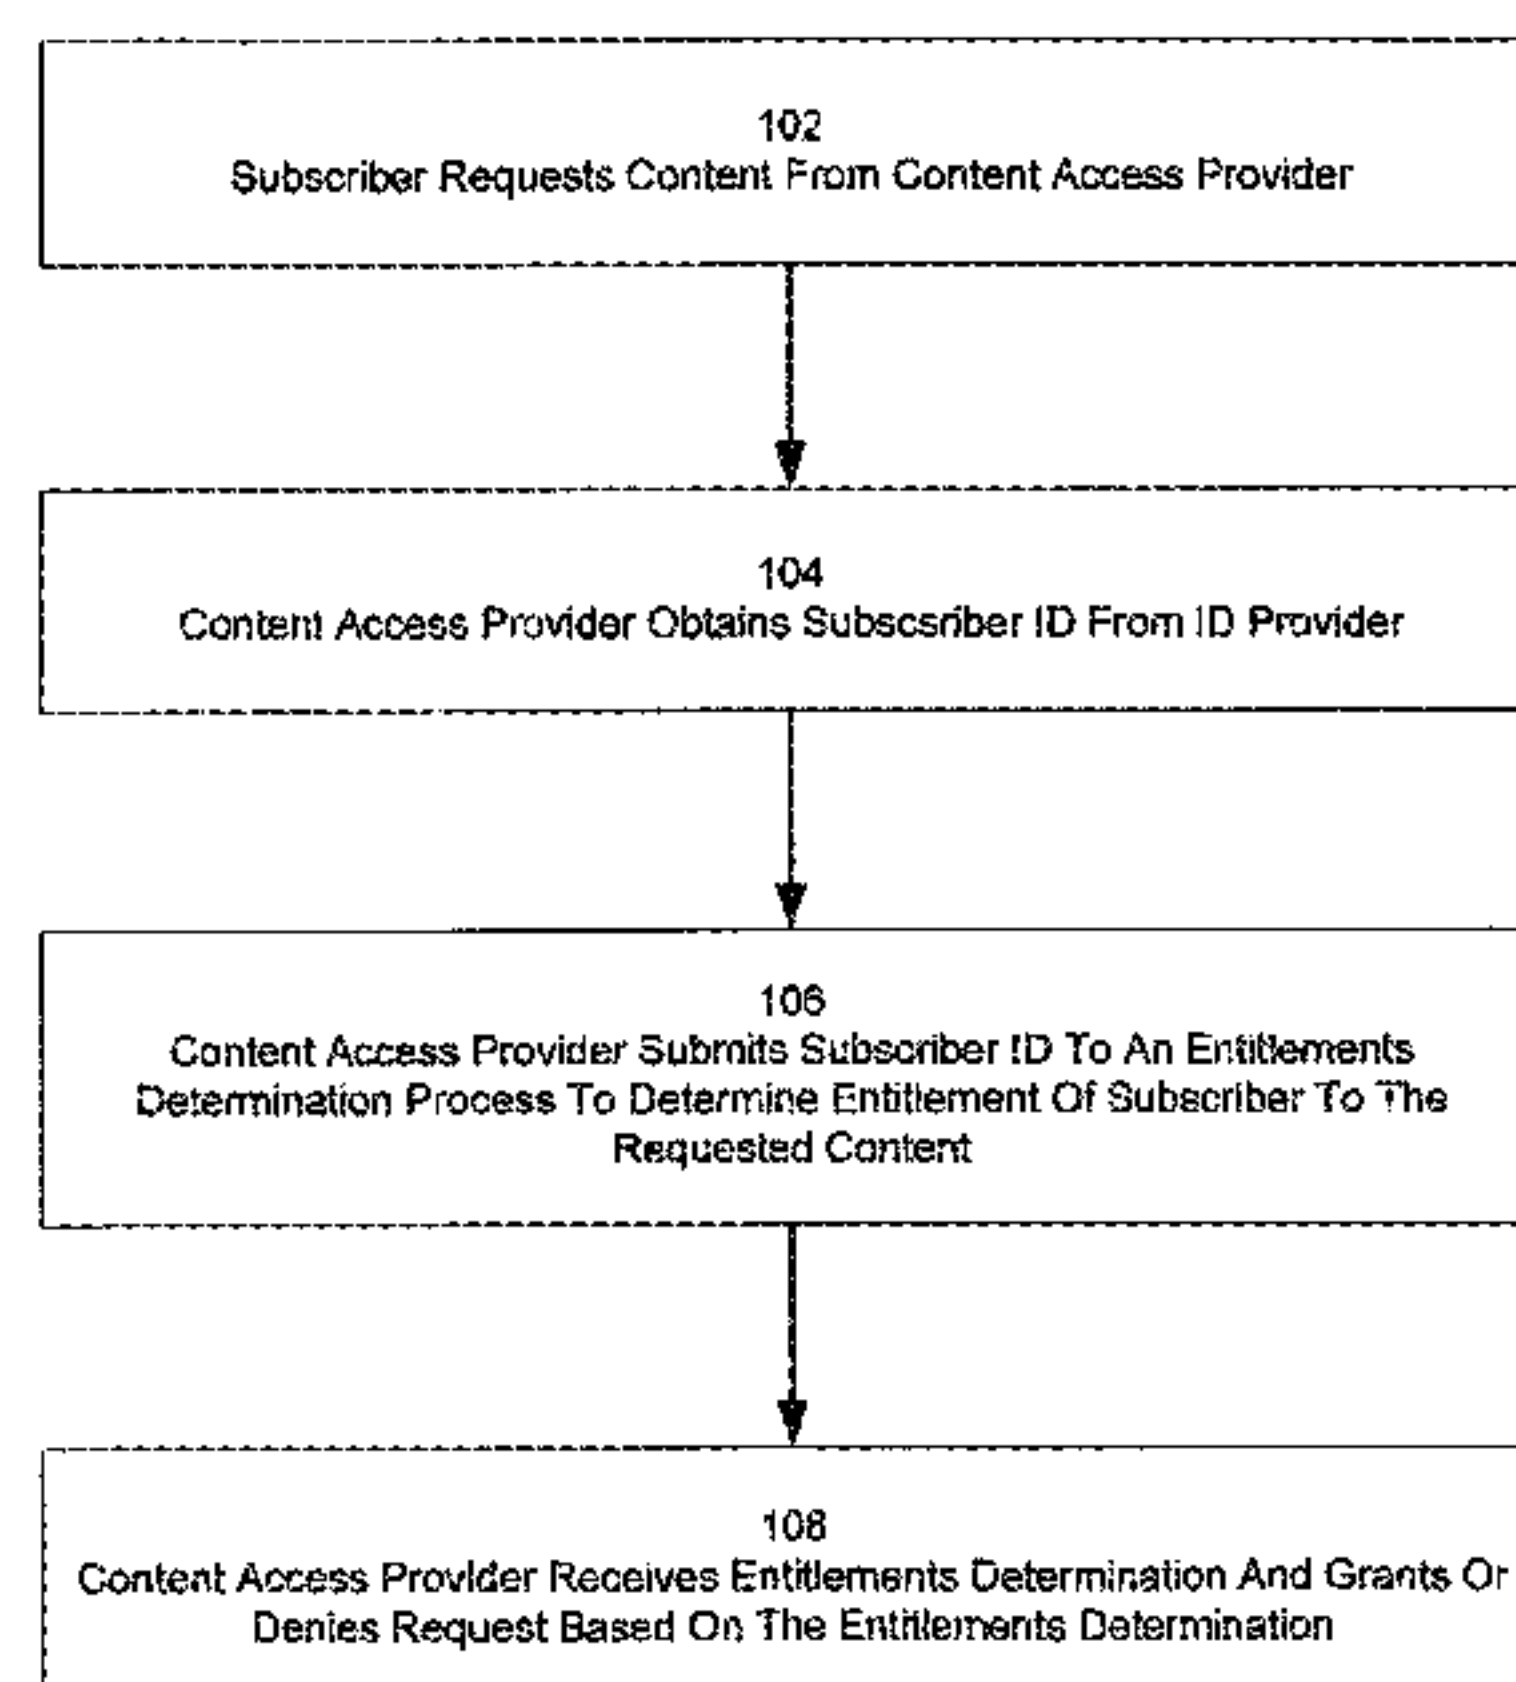 102
Subscriber Requests Content From Content Access Provider
104
Content Access Provider Obtains Subscsriber ID From ID Provider
106
Content Access Provider Submits Subscriber ID To An Entitlements
Determination Process To Determine Entitlement Of Subscriber To The
Requested Content
108
Content Access Provider Receives Entitlements Determination And Grants Or
Denies Request Based On The Entitlements Determination